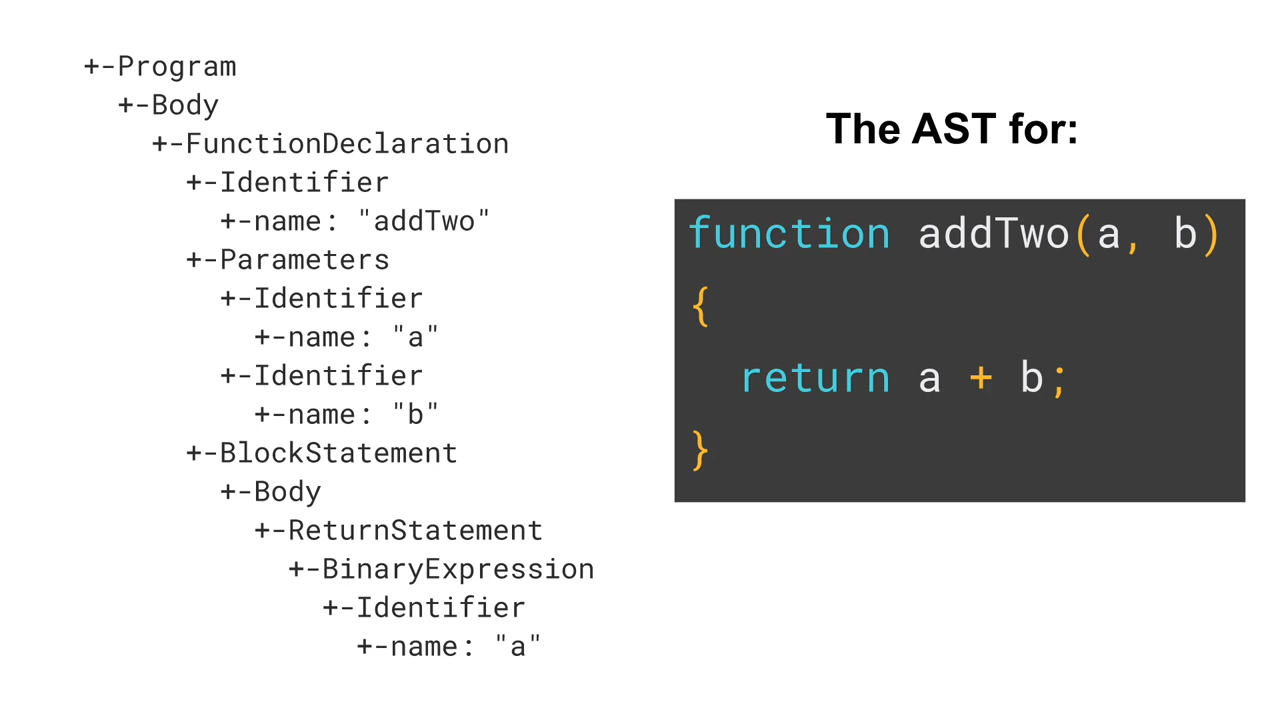 +-Program
+-Body
+-FunctionDeclaration
+-Identifier
+-name: "addTwo"
+-Parameters
+-Identifier
+-name: "a"
+-Identifier
+-name: "b"
+-BlockStatement
+-Body
+-ReturnStatement
+-BinaryExpression
+-Identifier
+-name: "a"
The AST for:
function addTwo(a, b)
{
return a + b;
}